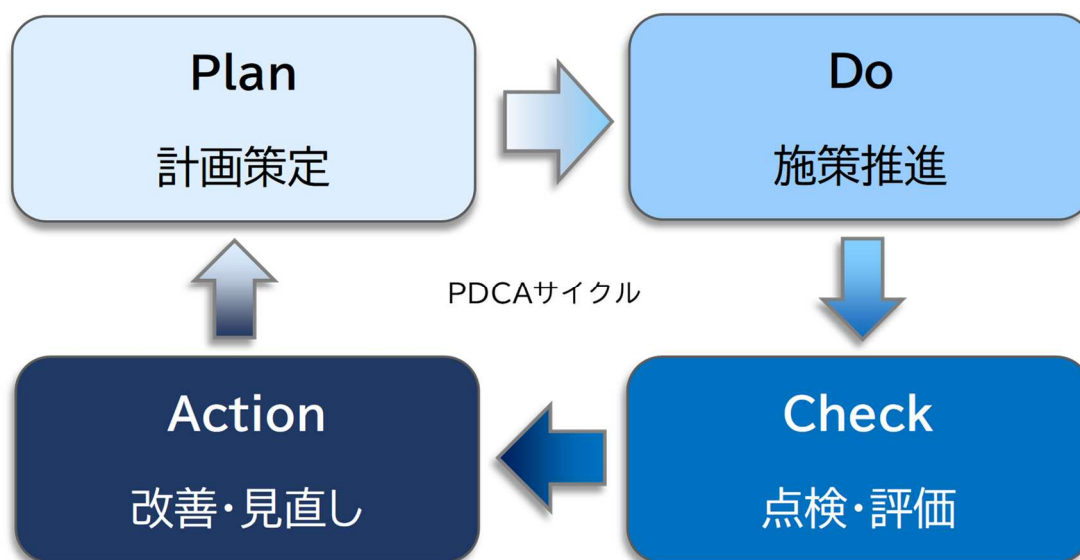 Plan
計画策定
Do
施策推進
PDCAサイクル
Action
改善・見直し
Check
点検・評価